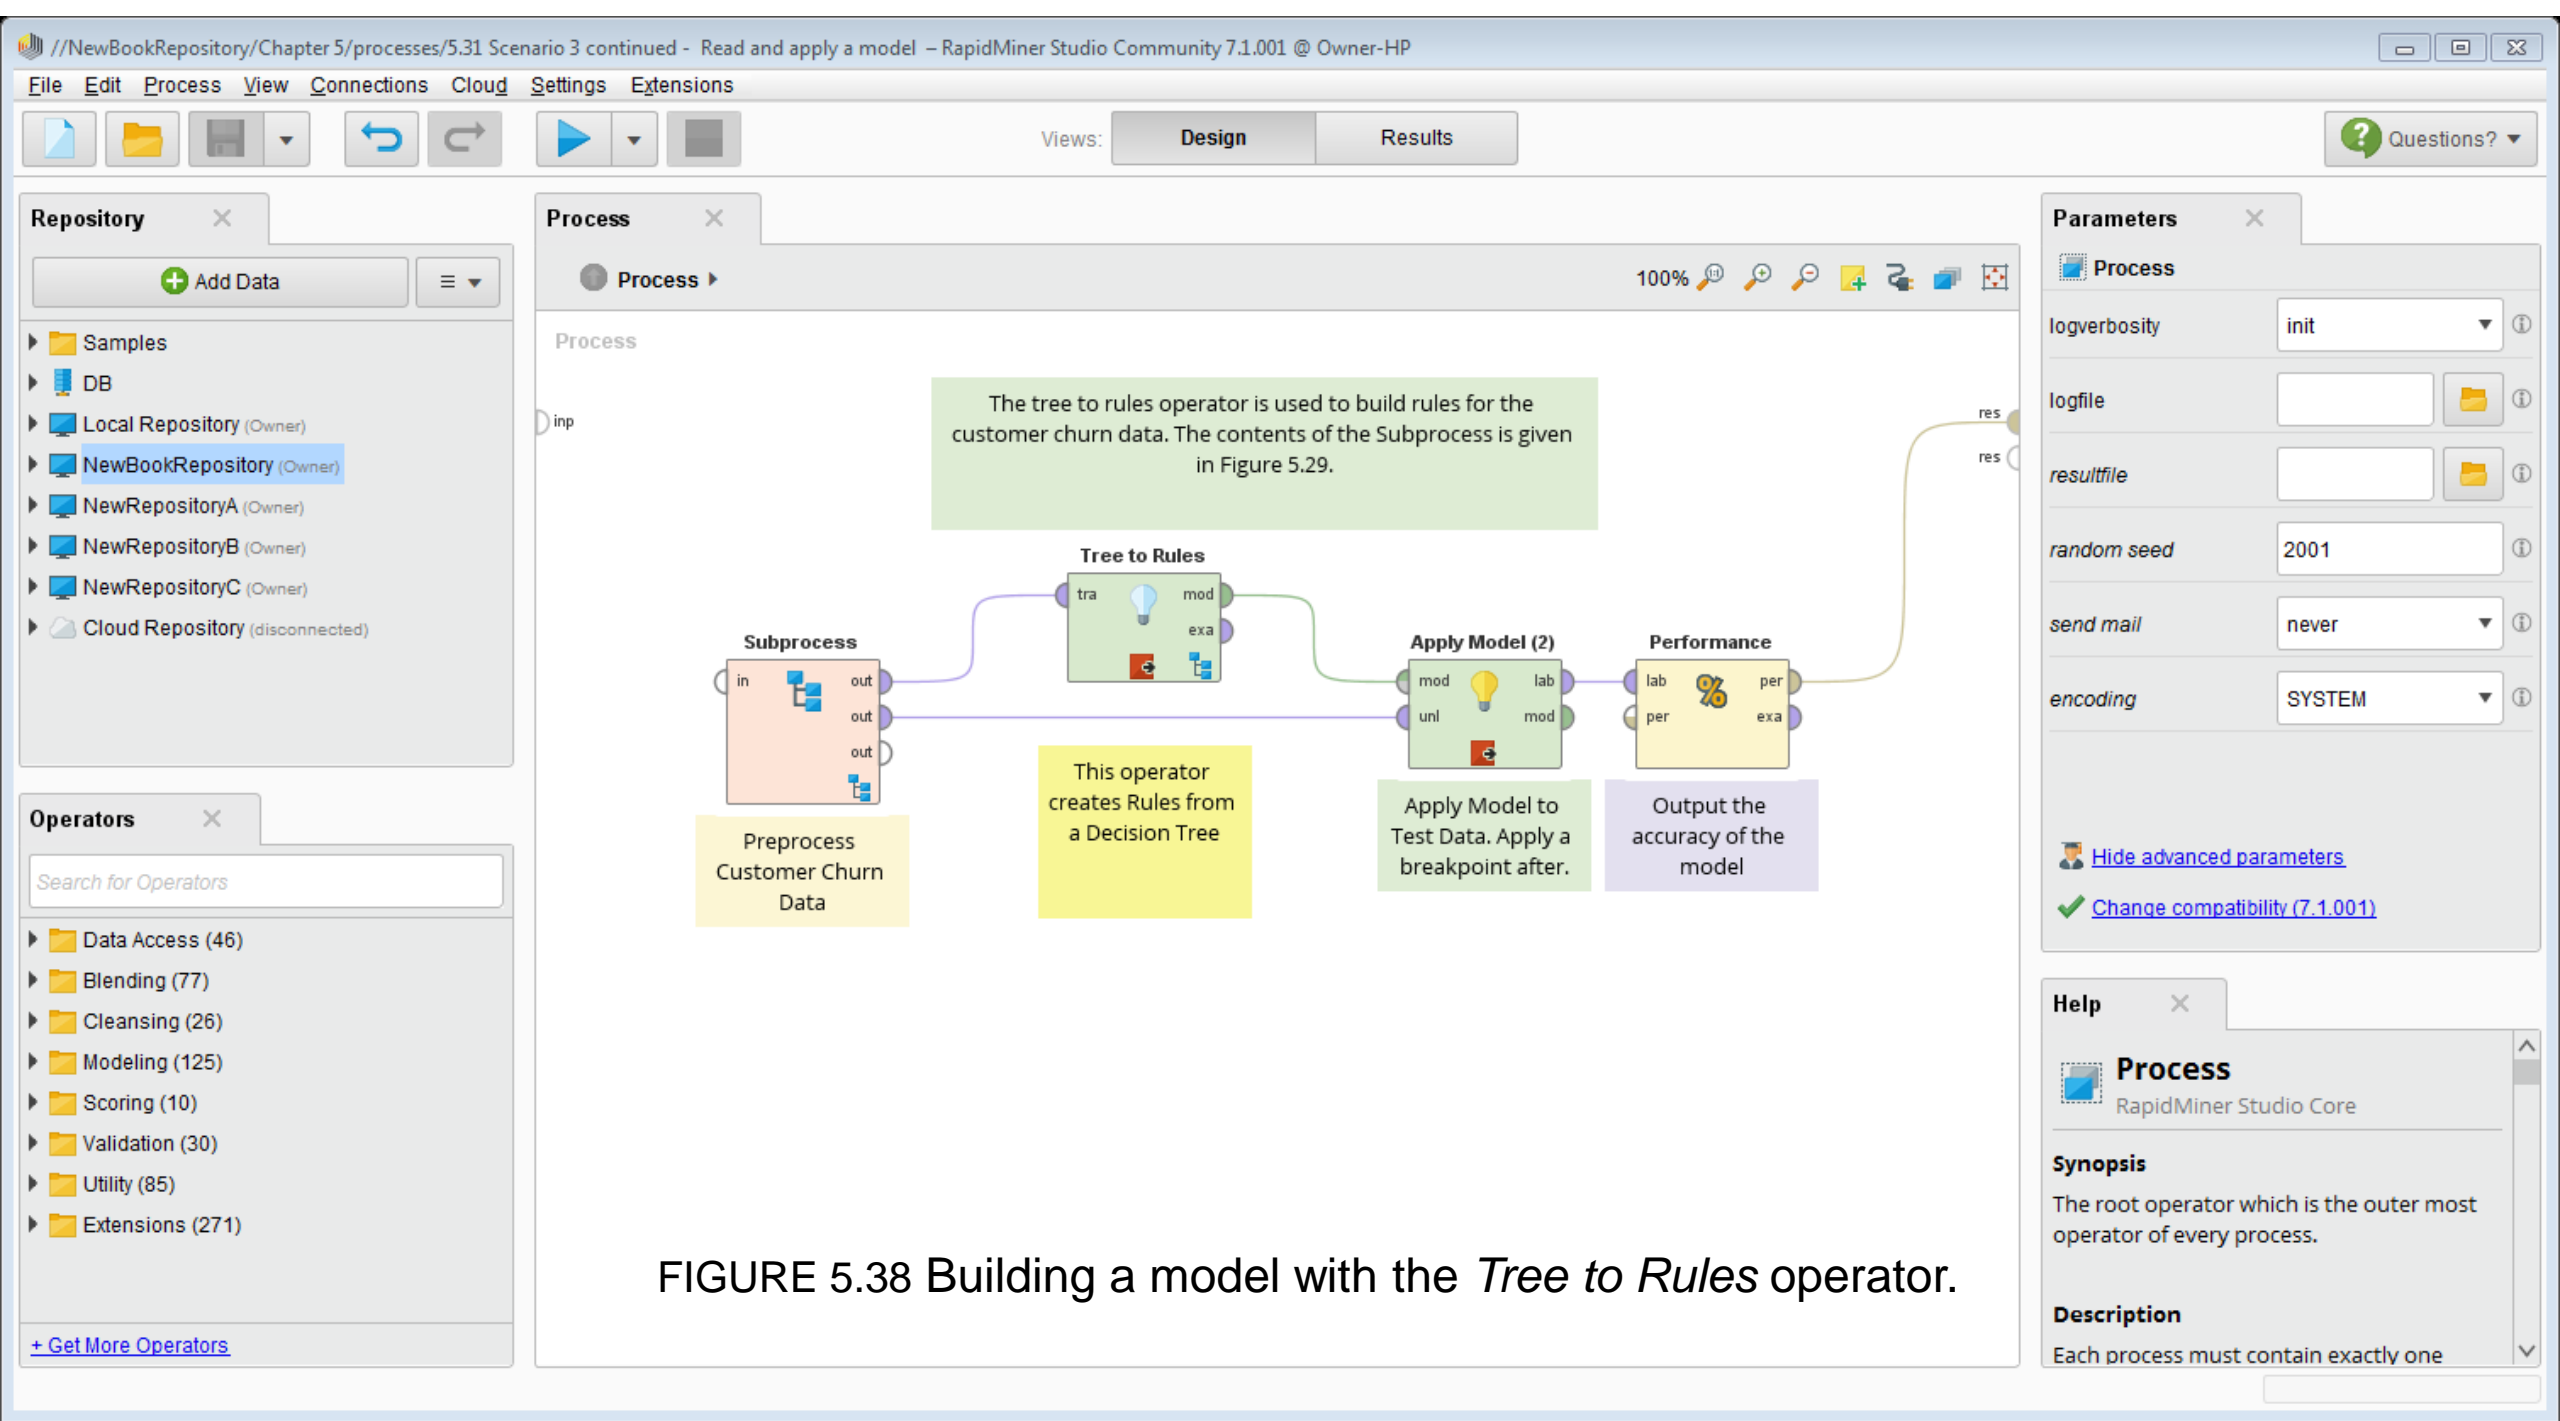 //NewBookRepository/Chapter 5/processes/5.31 Scenario 3 continued - Read and apply a model – RapidMiner Studio Community 7.1.001 @ Owner-HP
File Edit Process View Connections Cloud Settings Extensions
Views: Design Results
Questions?
Repository
Add Data
Samples
DB
Local Repository (Owner)
NewBookRepository (Owner)
NewRepositoryA (Owner)
NewRepositoryB (Owner)
NewRepositoryC (Owner)
Cloud Repository (disconnected)
Operators
Search for Operators
Data Access (46)
Blending (77)
Cleansing (26)
Modeling (125)
Scoring (10)
Validation (30)
Utility (85)
Extensions (271)
+ Get More Operators
Process
Process
100%
Process
inp
res
res
The tree to rules operator is used to build rules for the
customer churn data. The contents of the Subprocess is given
in Figure 5.29.
Tree to Rules
tra mod
exa
Subprocess
in out
out
out
Apply Model (2)
mod lab
unl mod
Performance
lab per
per exa
Preprocess
Customer Churn
Data
This operator
creates Rules from
a Decision Tree
Apply Model to
Test Data. Apply a
breakpoint after.
Output the
accuracy of the
model
FIGURE 5.38 Building a model with the Tree to Rules operator.
Parameters
Process
logverbosity init
logfile
resultfile
random seed 2001
send mail never
encoding SYSTEM
Hide advanced parameters
Change compatibility (7.1.001)
Help
Process
RapidMiner Studio Core
Synopsis
The root operator which is the outer most
operator of every process.
Description
Each process must contain exactly one